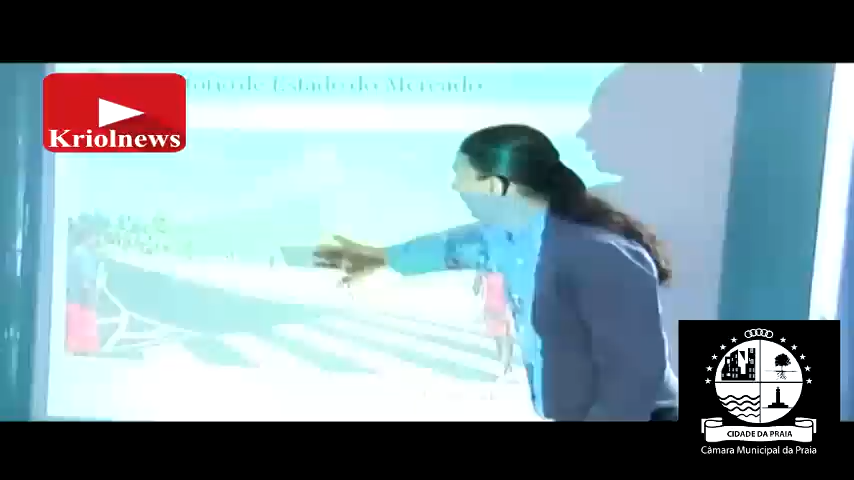 de Estado do Mercado
Kriolnews
CIDADE DA PRAIA
Câmara Municipal da Praia